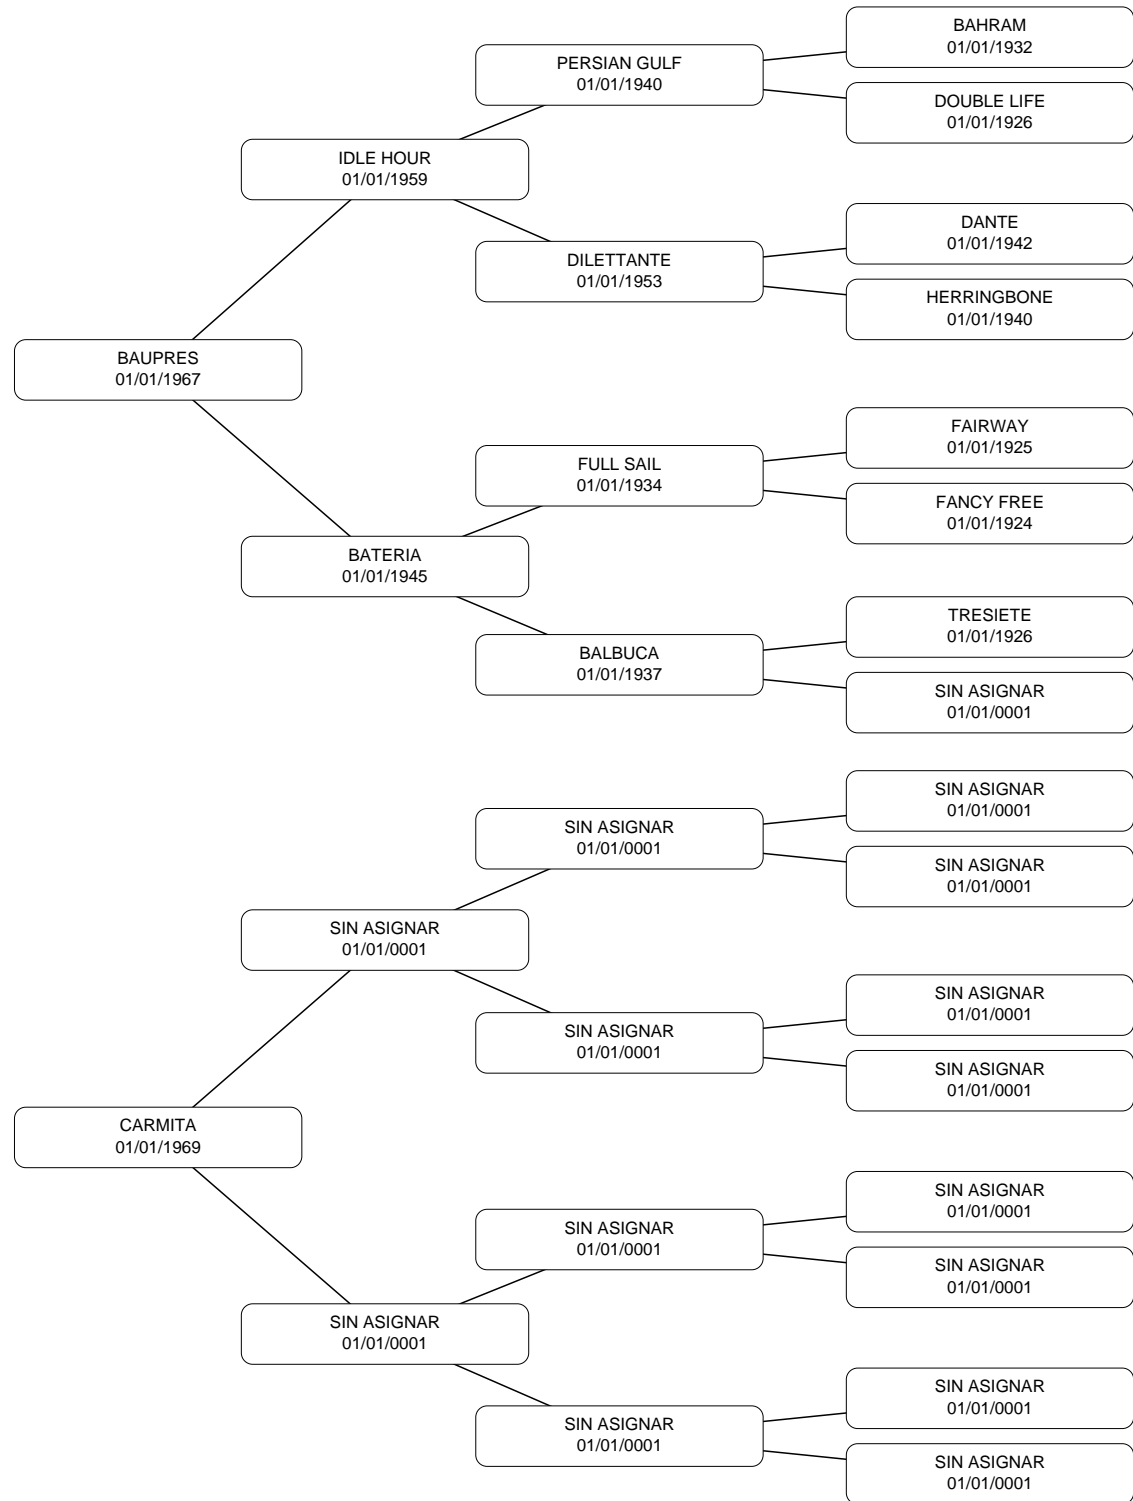 BAHRAM
01/01/1932
PERSIAN GULF
01/01/1940
DOUBLE LIFE
01/01/1926
IDLE HOUR
01/01/1959
DANTE
01/01/1942
DILETTANTE
01/01/1953
HERRINGBONE
01/01/1940
BAUPRES
01/01/1967
FAIRWAY
01/01/1925
FULL SAIL
01/01/1934
FANCY FREE
01/01/1924
BATERIA
01/01/1945
TRESIETE
01/01/1926
BALBUCA
01/01/1937
SIN ASIGNAR
01/01/0001
SIN ASIGNAR
01/01/0001
SIN ASIGNAR
01/01/0001
SIN ASIGNAR
01/01/0001
SIN ASIGNAR
01/01/0001
SIN ASIGNAR
01/01/0001
SIN ASIGNAR
01/01/0001
SIN ASIGNAR
01/01/0001
CARMITA
01/01/1969
SIN ASIGNAR
01/01/0001
SIN ASIGNAR
01/01/0001
SIN ASIGNAR
01/01/0001
SIN ASIGNAR
01/01/0001
SIN ASIGNAR
01/01/0001
SIN ASIGNAR
01/01/0001
SIN ASIGNAR
01/01/0001